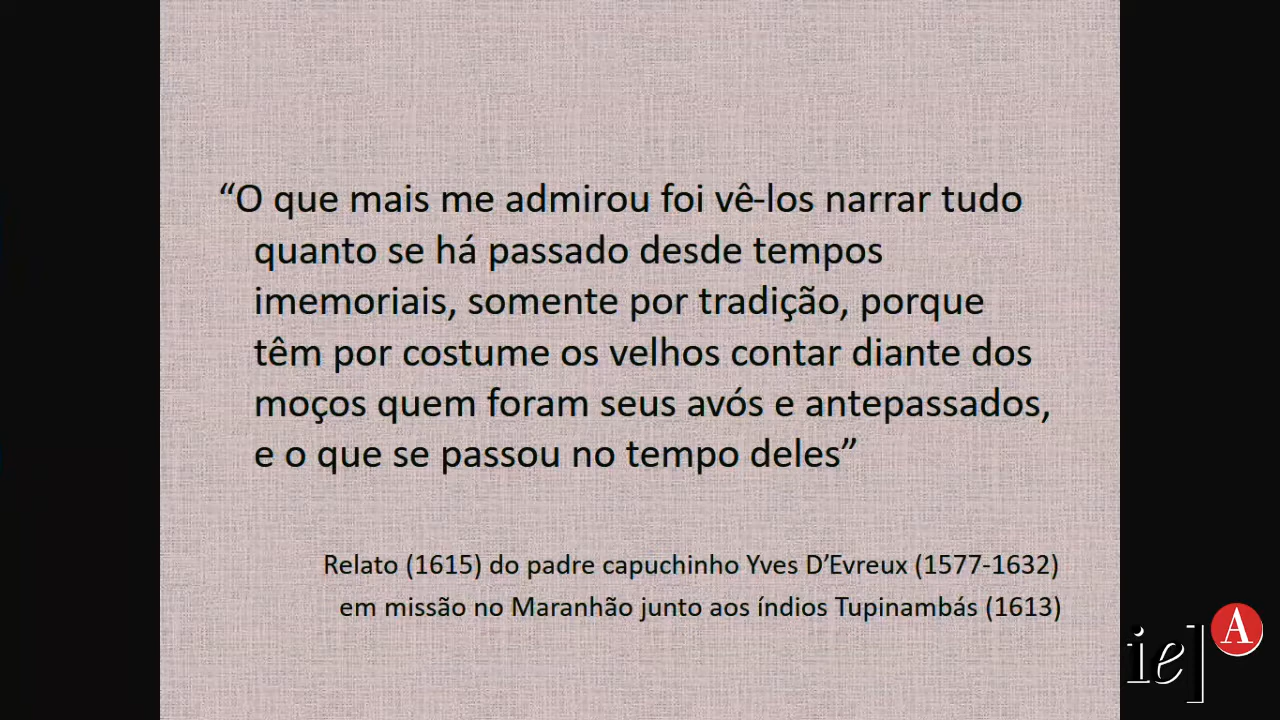 “O que mais me admirou foi vê-los narrar tudo
quanto se há passado desde tempos
imemoriais, somente por tradição, porque
têm por costume os velhos contar diante dos
moços quem foram seus avós e antepassados,
e o que se passou no tempo deles”
Relato (1615) do padre capuchinho Yves D’Evreux (1577-1632)
em missão no Maranhão junto aos índios Tupinambás (1613)
ie] A